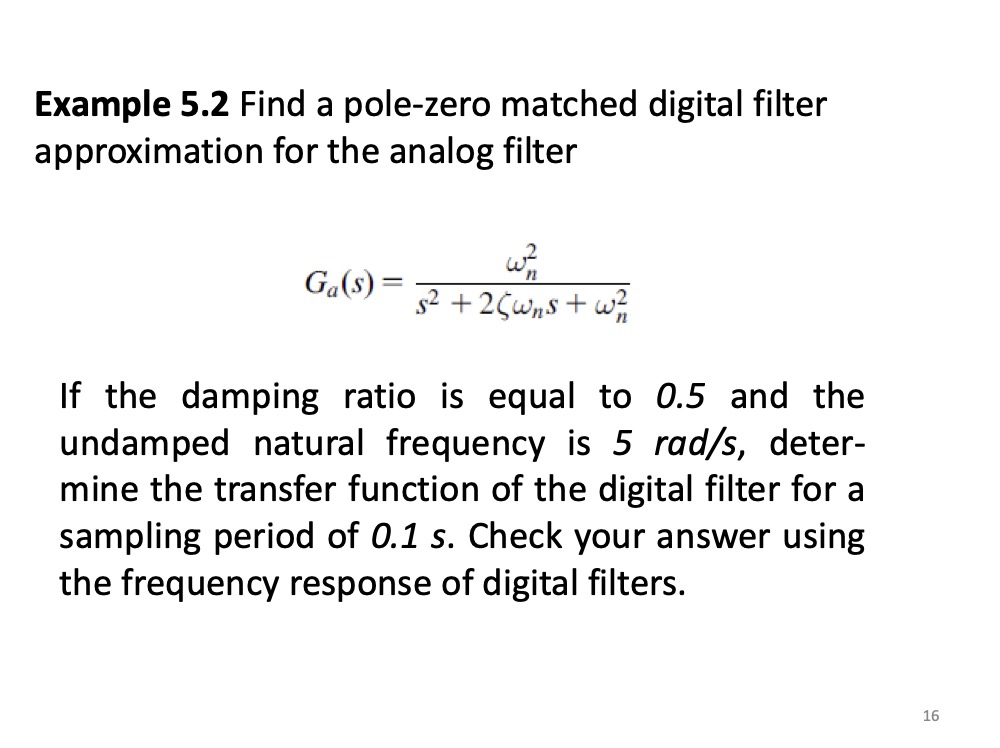 Example 5.2 Find a pole-zero matched digital filter
approximation for the analog filter
Gₐ(s) = ωₙ² / (s² + 2ζωₙs + ωₙ²)
If the damping ratio is equal to 0.5 and the
undamped natural frequency is 5 rad/s, deter-
mine the transfer function of the digital filter for a
sampling period of 0.1 s. Check your answer using
the frequency response of digital filters.
16